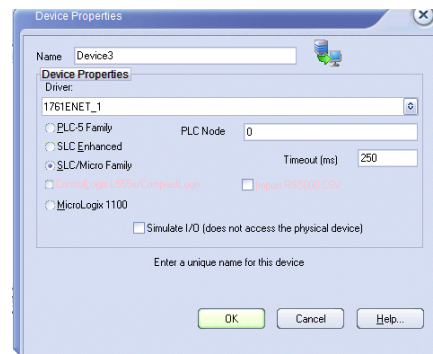 Device Properties
Name Device3
Device Properties
Driver:
1761ENET_1
PLC-5 Family PLC Node 0
SLC Enhanced
Timeout (ms) 250
SLC/Micro Family
MicroLogix 1100
Simulate I/O (does not access the physical device)
Enter a unique name for this device
OK Cancel Help...